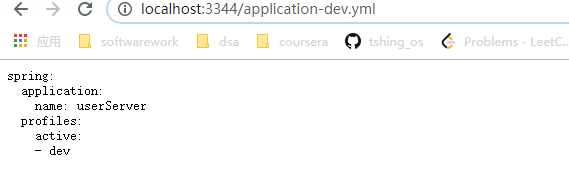 localhost:3344/application-dev.yml
应用 softwarework dsa coursera tshing_os Problems - LeetC...
spring:
  application:
    name: userServer
  profiles:
    active:
    - dev